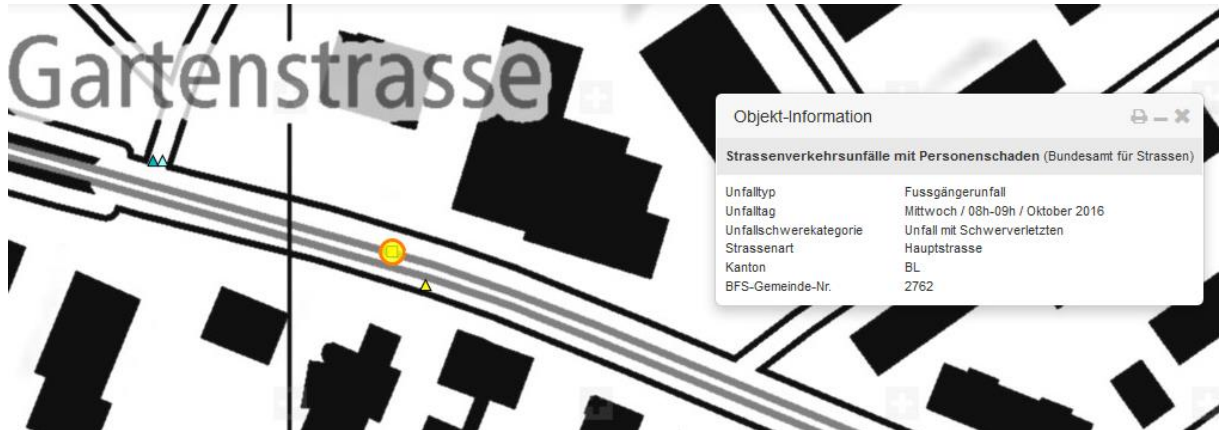 Gartenstrasse
Objekt-Information
Strassenverkehrsunfälle mit Personenschaden (Bundesamt für Strassen)
Unfalltyp Fussgängerunfall
Unfalltag Mittwoch / 08h-09h / Oktober 2016
Unfallschwerekategorie Unfall mit Schwerverletzten
Strassenart Hauptstrasse
Kanton BL
BFS-Gemeinde-Nr. 2762